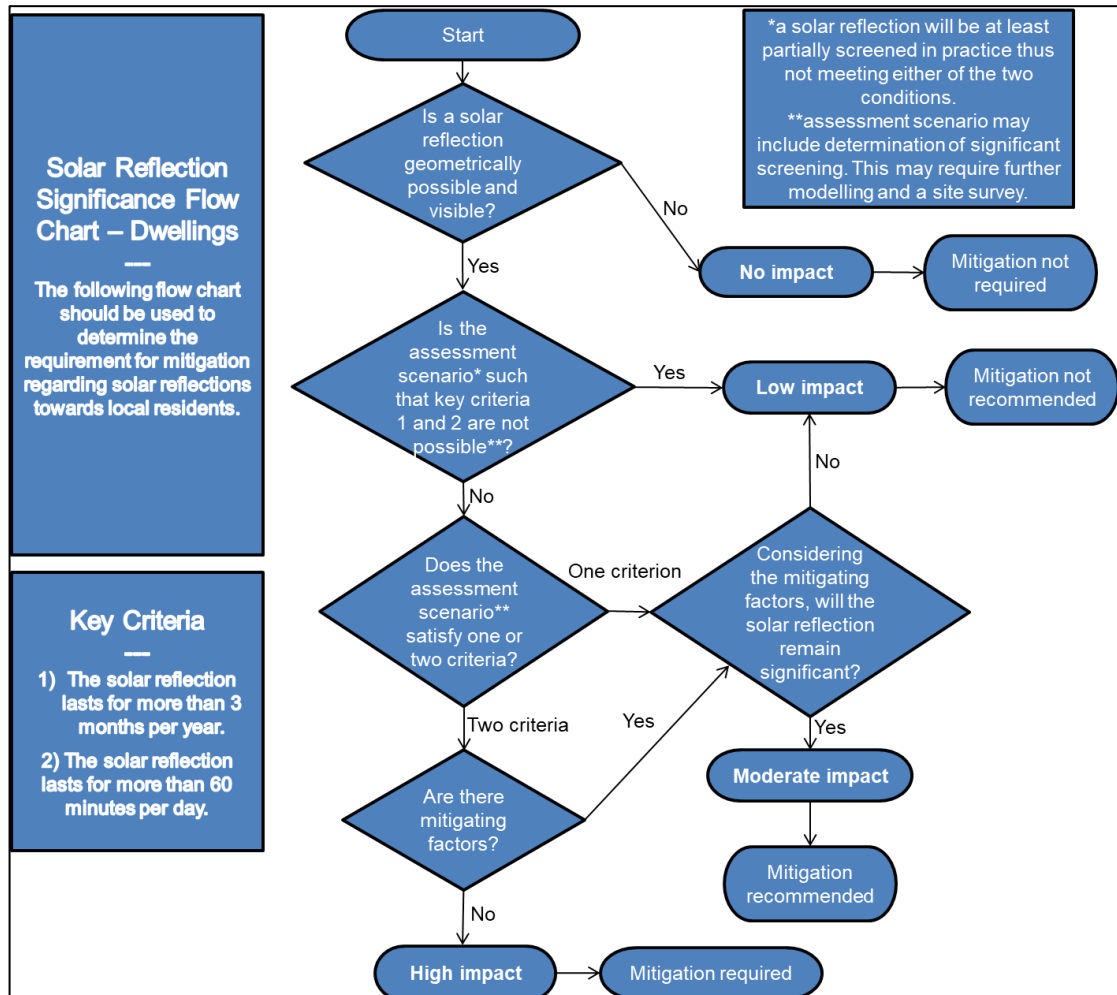 Solar Reflection
Significance Flow
Chart – Dwellings
---
The following flow chart
should be used to
determine the
requirement for mitigation
regarding solar reflections
towards local residents.
Key Criteria
---
1) The solar reflection
lasts for more than 3
months per year.
2) The solar reflection
lasts for more than 60
minutes per day.
Start
*a solar reflection will be at least
partially screened in practice thus
not meeting either of the two
conditions.
**assessment scenario may
include determination of significant
screening. This may require further
modelling and a site survey.
Is a solar
reflection
geometrically
possible and
visible?
No
No impact
Mitigation not
required
Yes
Is the
assessment
scenario* such
that key criteria
1 and 2 are not
possible**?
Yes
Low impact
Mitigation not
recommended
No
No
Does the
assessment
scenario**
satisfy one or
two criteria?
One criterion
Considering
the mitigating
factors, will the
solar reflection
remain
significant?
Two criteria
Yes
Yes
Moderate impact
Mitigation
recommended
Are there
mitigating
factors?
No
High impact
Mitigation required